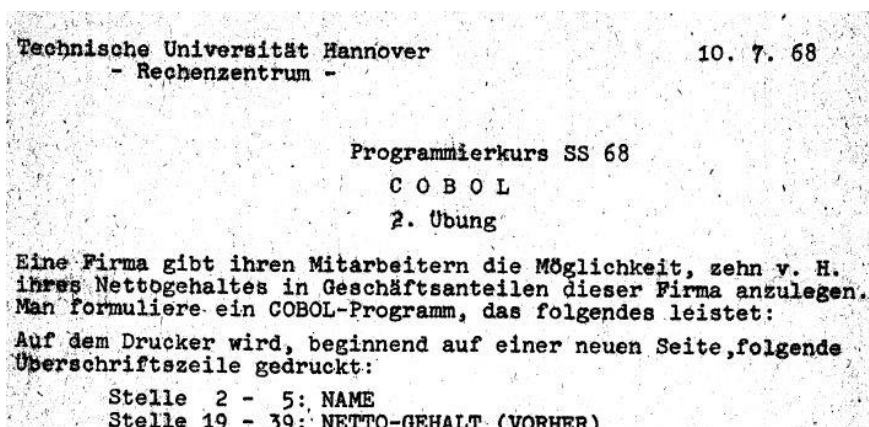 Technische Universität Hannover 10. 7. 68
- Rechenzentrum -
Programmierkurs SS 68
C O B O L
2. Übung
Eine Firma gibt ihren Mitarbeitern die Möglichkeit, zehn v. H.
ihres Nettogehaltes in Geschäftsanteilen dieser Firma anzulegen.
Man formuliere ein COBOL-Programm, das folgendes leistet:
Auf dem Drucker wird, beginnend auf einer neuen Seite,folgende
Überschriftszeile gedruckt:
Stelle 2 - 5: NAME
Stelle 19 - 39: NETTO-GEHALT (VORHER)